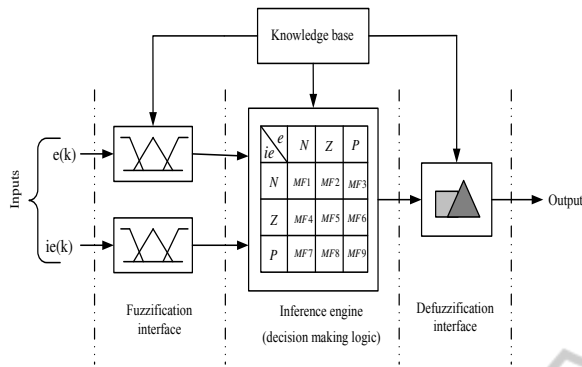 Knowledge base
Inputs
e(k)
ie(k)
e
ie
N Z P
N MF1 MF2 MF3
Z MF4 MF5 MF6
P MF7 MF8 MF9
Output
Fuzzification
interface
Inference engine
(decision making logic)
Defuzzification
interface